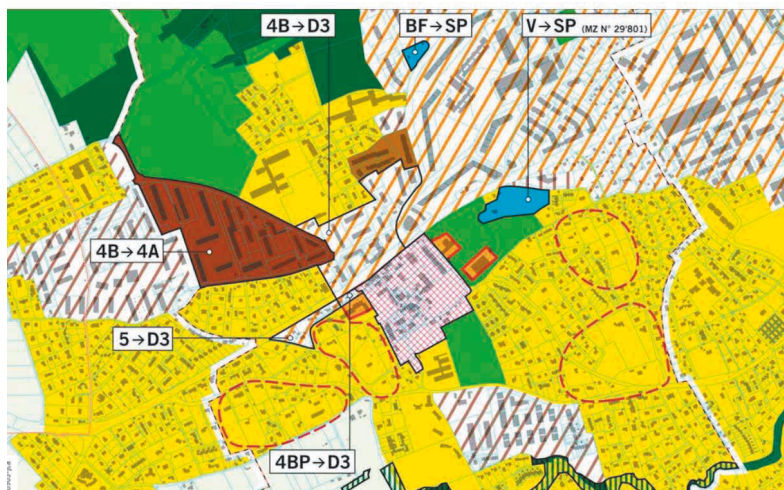 4B→D3
BF→SP
V→SP (MZ N° 29'801)
4B→4A
5→D3
4BP→D3